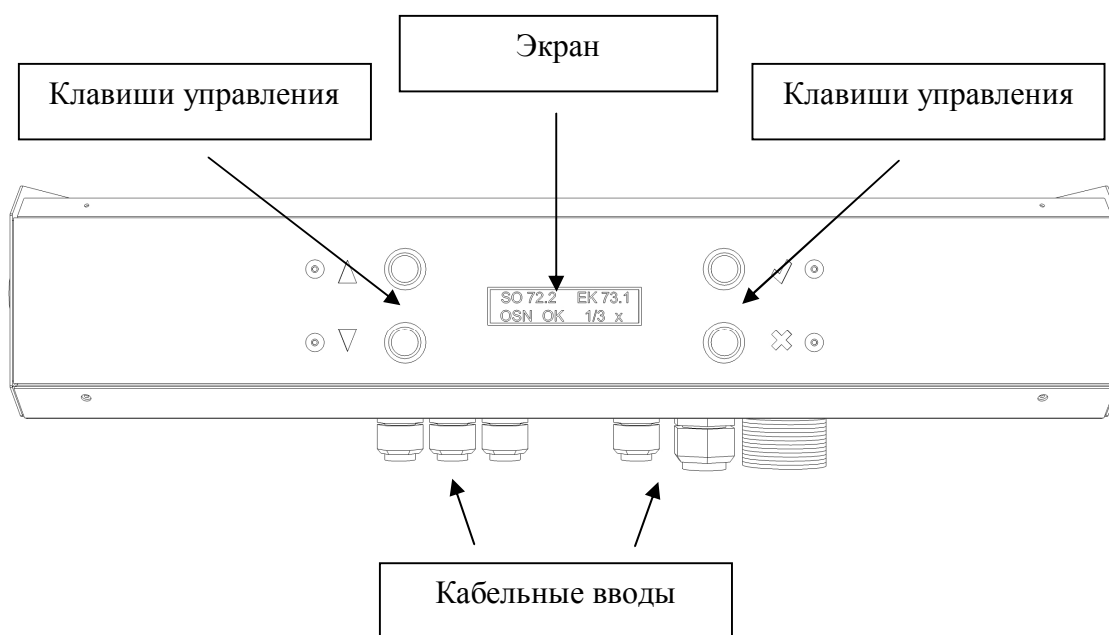 Экран
Клавиши управления
Клавиши управления
SO 72.2 EK 73.1
OSN OK 1/3 x
Кабельные вводы